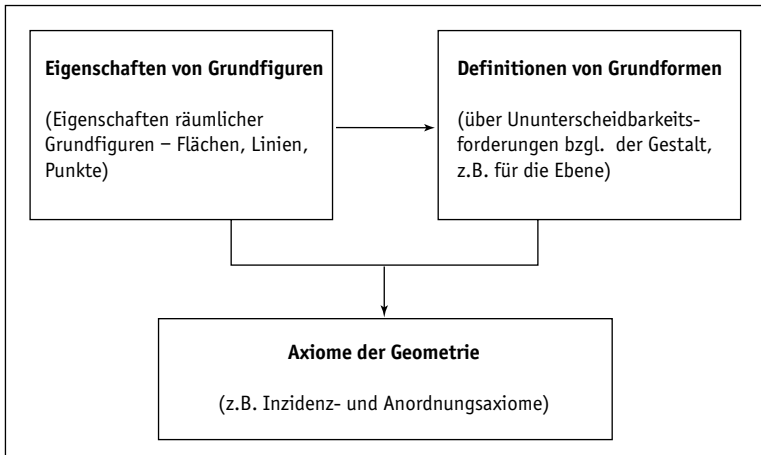 Eigenschaften von Grundfiguren
(Eigenschaften räumlicher
Grundfiguren – Flächen, Linien,
Punkte)
Definitionen von Grundformen
(über Ununterscheidbarkeits-
forderungen bzgl. der Gestalt,
z.B. für die Ebene)
Axiome der Geometrie
(z.B. Inzidenz- und Anordnungsaxiome)